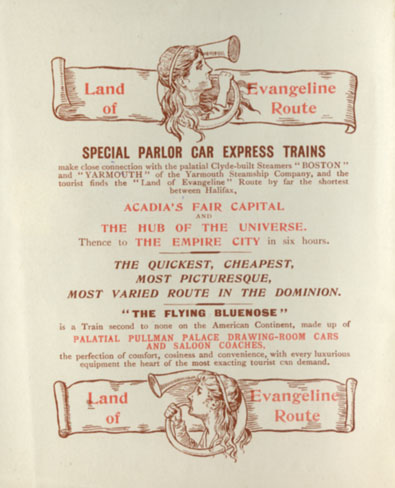 Land Evangeline
of Route
SPECIAL PARLOR CAR EXPRESS TRAINS
make close connection with the palatial Clyde-built Steamers "BOSTON"
and "YARMOUTH" of the Yarmouth Steamship Company, and the
tourist finds the "Land of Evangeline" Route by far the shortest
between Halifax,
ACADIA'S FAIR CAPITAL
AND
THE HUB OF THE UNIVERSE.
Thence to THE EMPIRE CITY in six hours.
THE QUICKEST, CHEAPEST,
MOST PICTURESQUE,
MOST VARIED ROUTE IN THE DOMINION.
"THE FLYING BLUENOSE"
is a Train second to none on the American Continent, made up of
PALATIAL PULLMAN PALACE DRAWING-ROOM CARS
AND SALOON COACHES,
the perfection of comfort, cosiness and convenience, with every luxurious
equipment the heart of the most exacting tourist can demand.
Land Evangeline
of Route